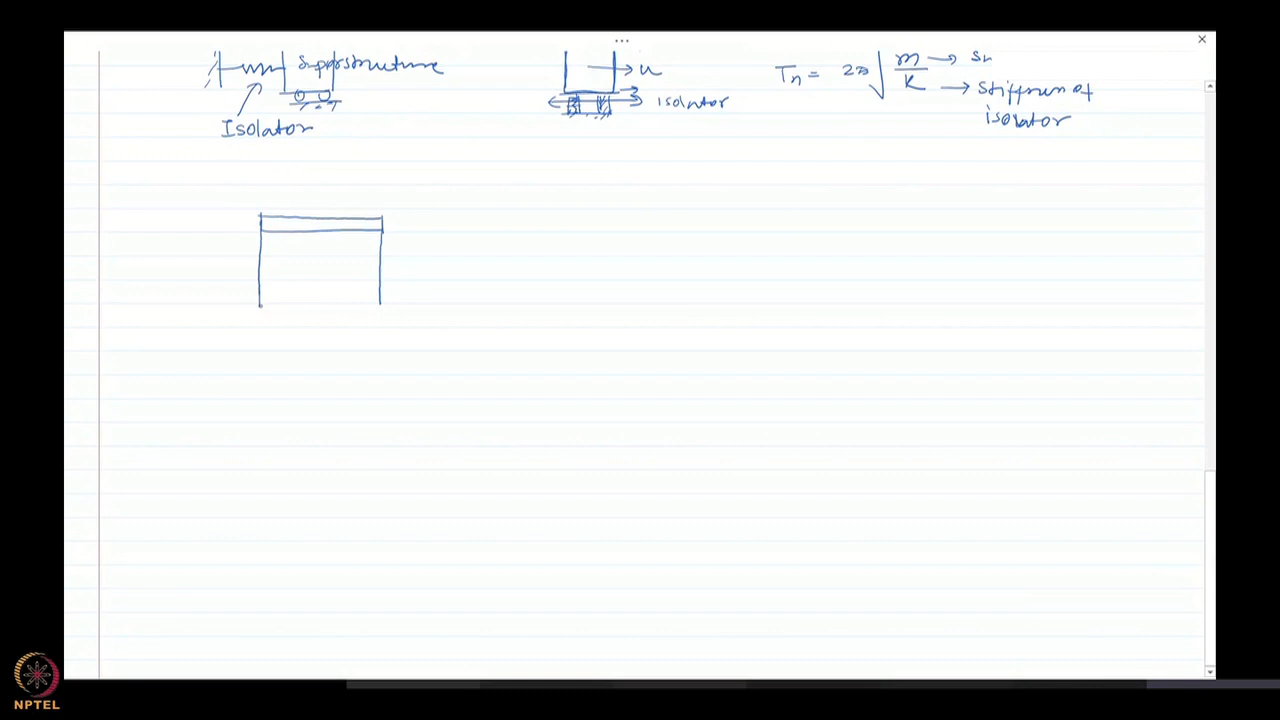 Superstructure
Isolator
u
isolator
Tn = 2π √ m/k
→ Stiffness of
isolator
NPTEL